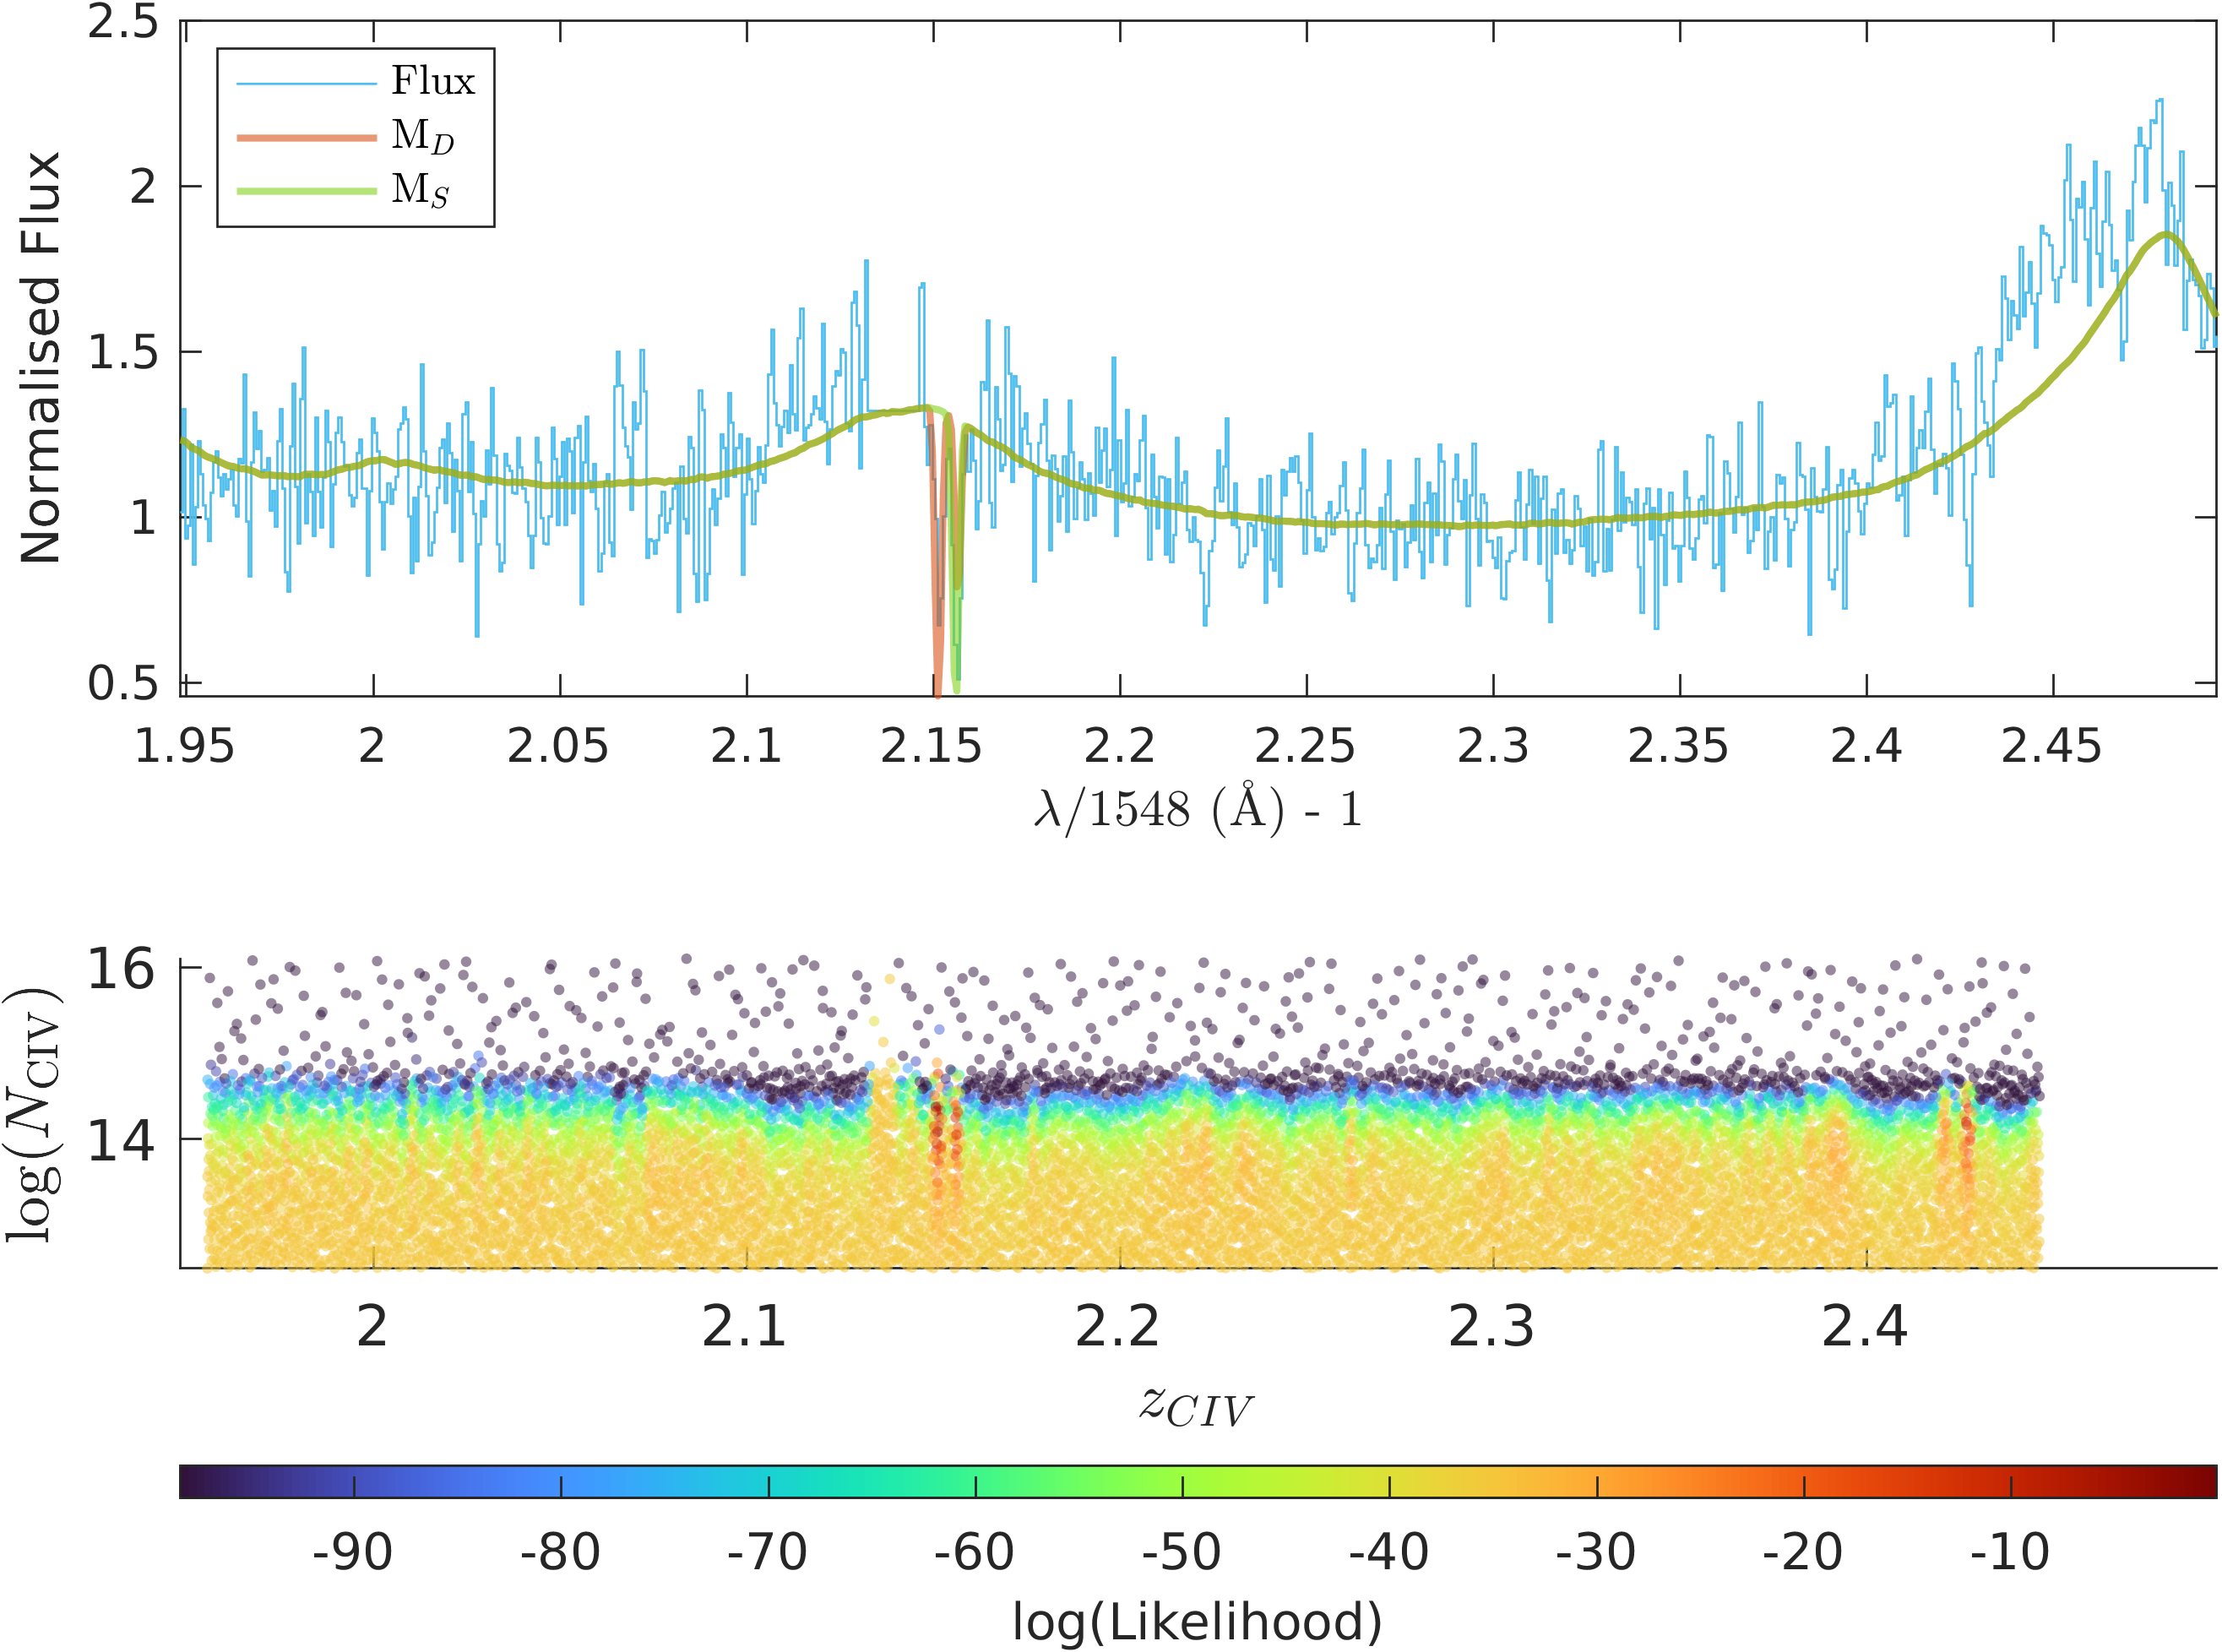 2.5
2
1.5
1
0.5
Normalised Flux
Flux
M_D
M_S
1.95 2 2.05 2.1 2.15 2.2 2.25 2.3 2.35 2.4 2.45
λ/1548 (Å) - 1
16
14
log(N_CIV)
2 2.1 2.2 2.3 2.4
z_CIV
-90 -80 -70 -60 -50 -40 -30 -20 -10
log(Likelihood)